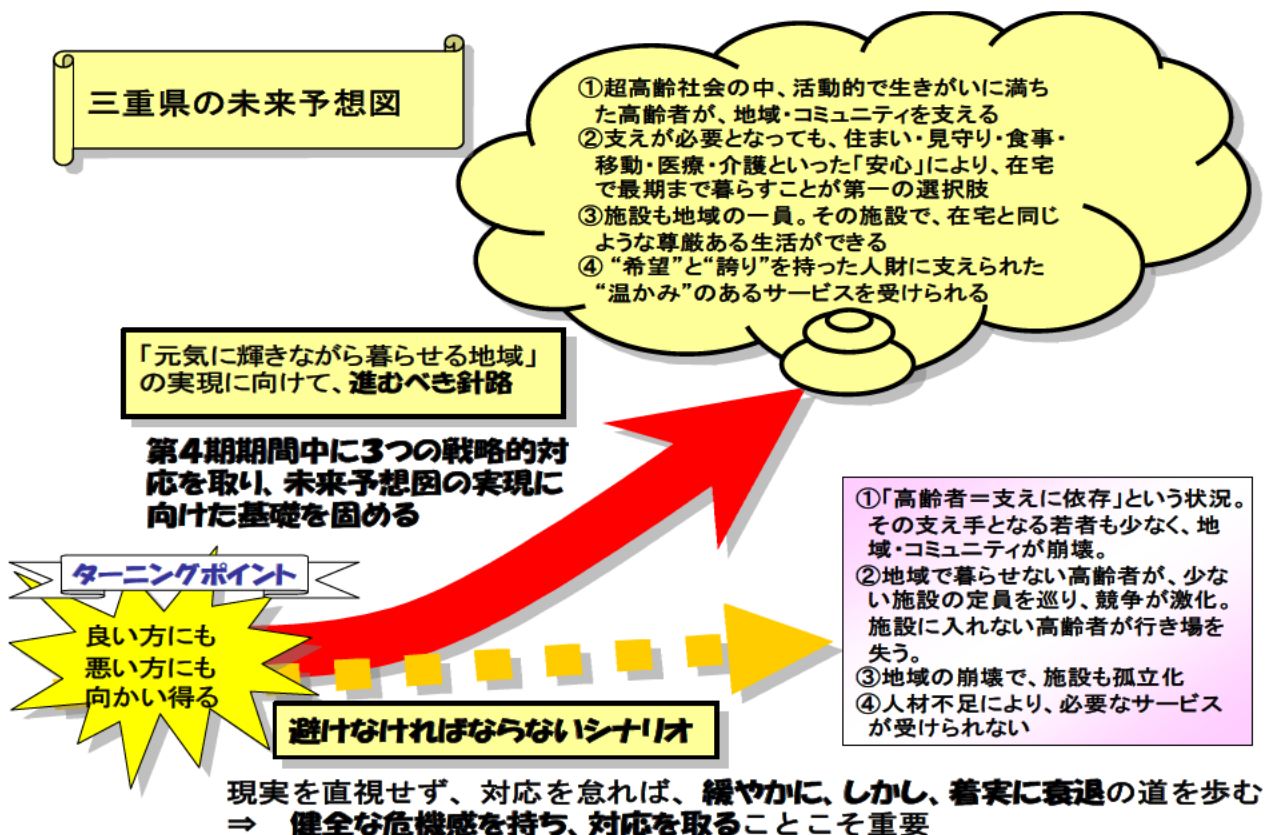 三重県の未来予想図
①超高齢社会の中、活動的で生きがいに満ち
た高齢者が、地域・コミュニティを支える
②支えが必要となっても、住まい・見守り・食事・
移動・医療・介護といった「安心」により、在宅
で最期まで暮らすことが第一の選択肢
③施設も地域の一員。その施設で、在宅と同じ
ような尊厳ある生活ができる
④“希望”と“誇り”を持った人財に支えられた
“温かみ”のあるサービスを受けられる
「元気に輝きながら暮らせる地域」
の実現に向けて、進むべき針路
第4期期間中に3つの戦略的対
応を取り、未来予想図の実現に
向けた基礎を固める
ターニングポイント
良い方にも
悪い方にも
向かい得る
①「高齢者＝支えに依存」という状況。
その支え手となる若者も少なく、地
域・コミュニティが崩壊。
②地域で暮らせない高齢者が、少な
い施設の定員を巡り、競争が激化。
施設に入れない高齢者が行き場を
失う。
③地域の崩壊で、施設も孤立化
④人材不足により、必要なサービス
が受けられない
避けなければならないシナリオ
現実を直視せず、対応を怠れば、緩やかに、しかし、着実に衰退の道を歩む
⇒ 健全な危機感を持ち、対応を取ることこそ重要